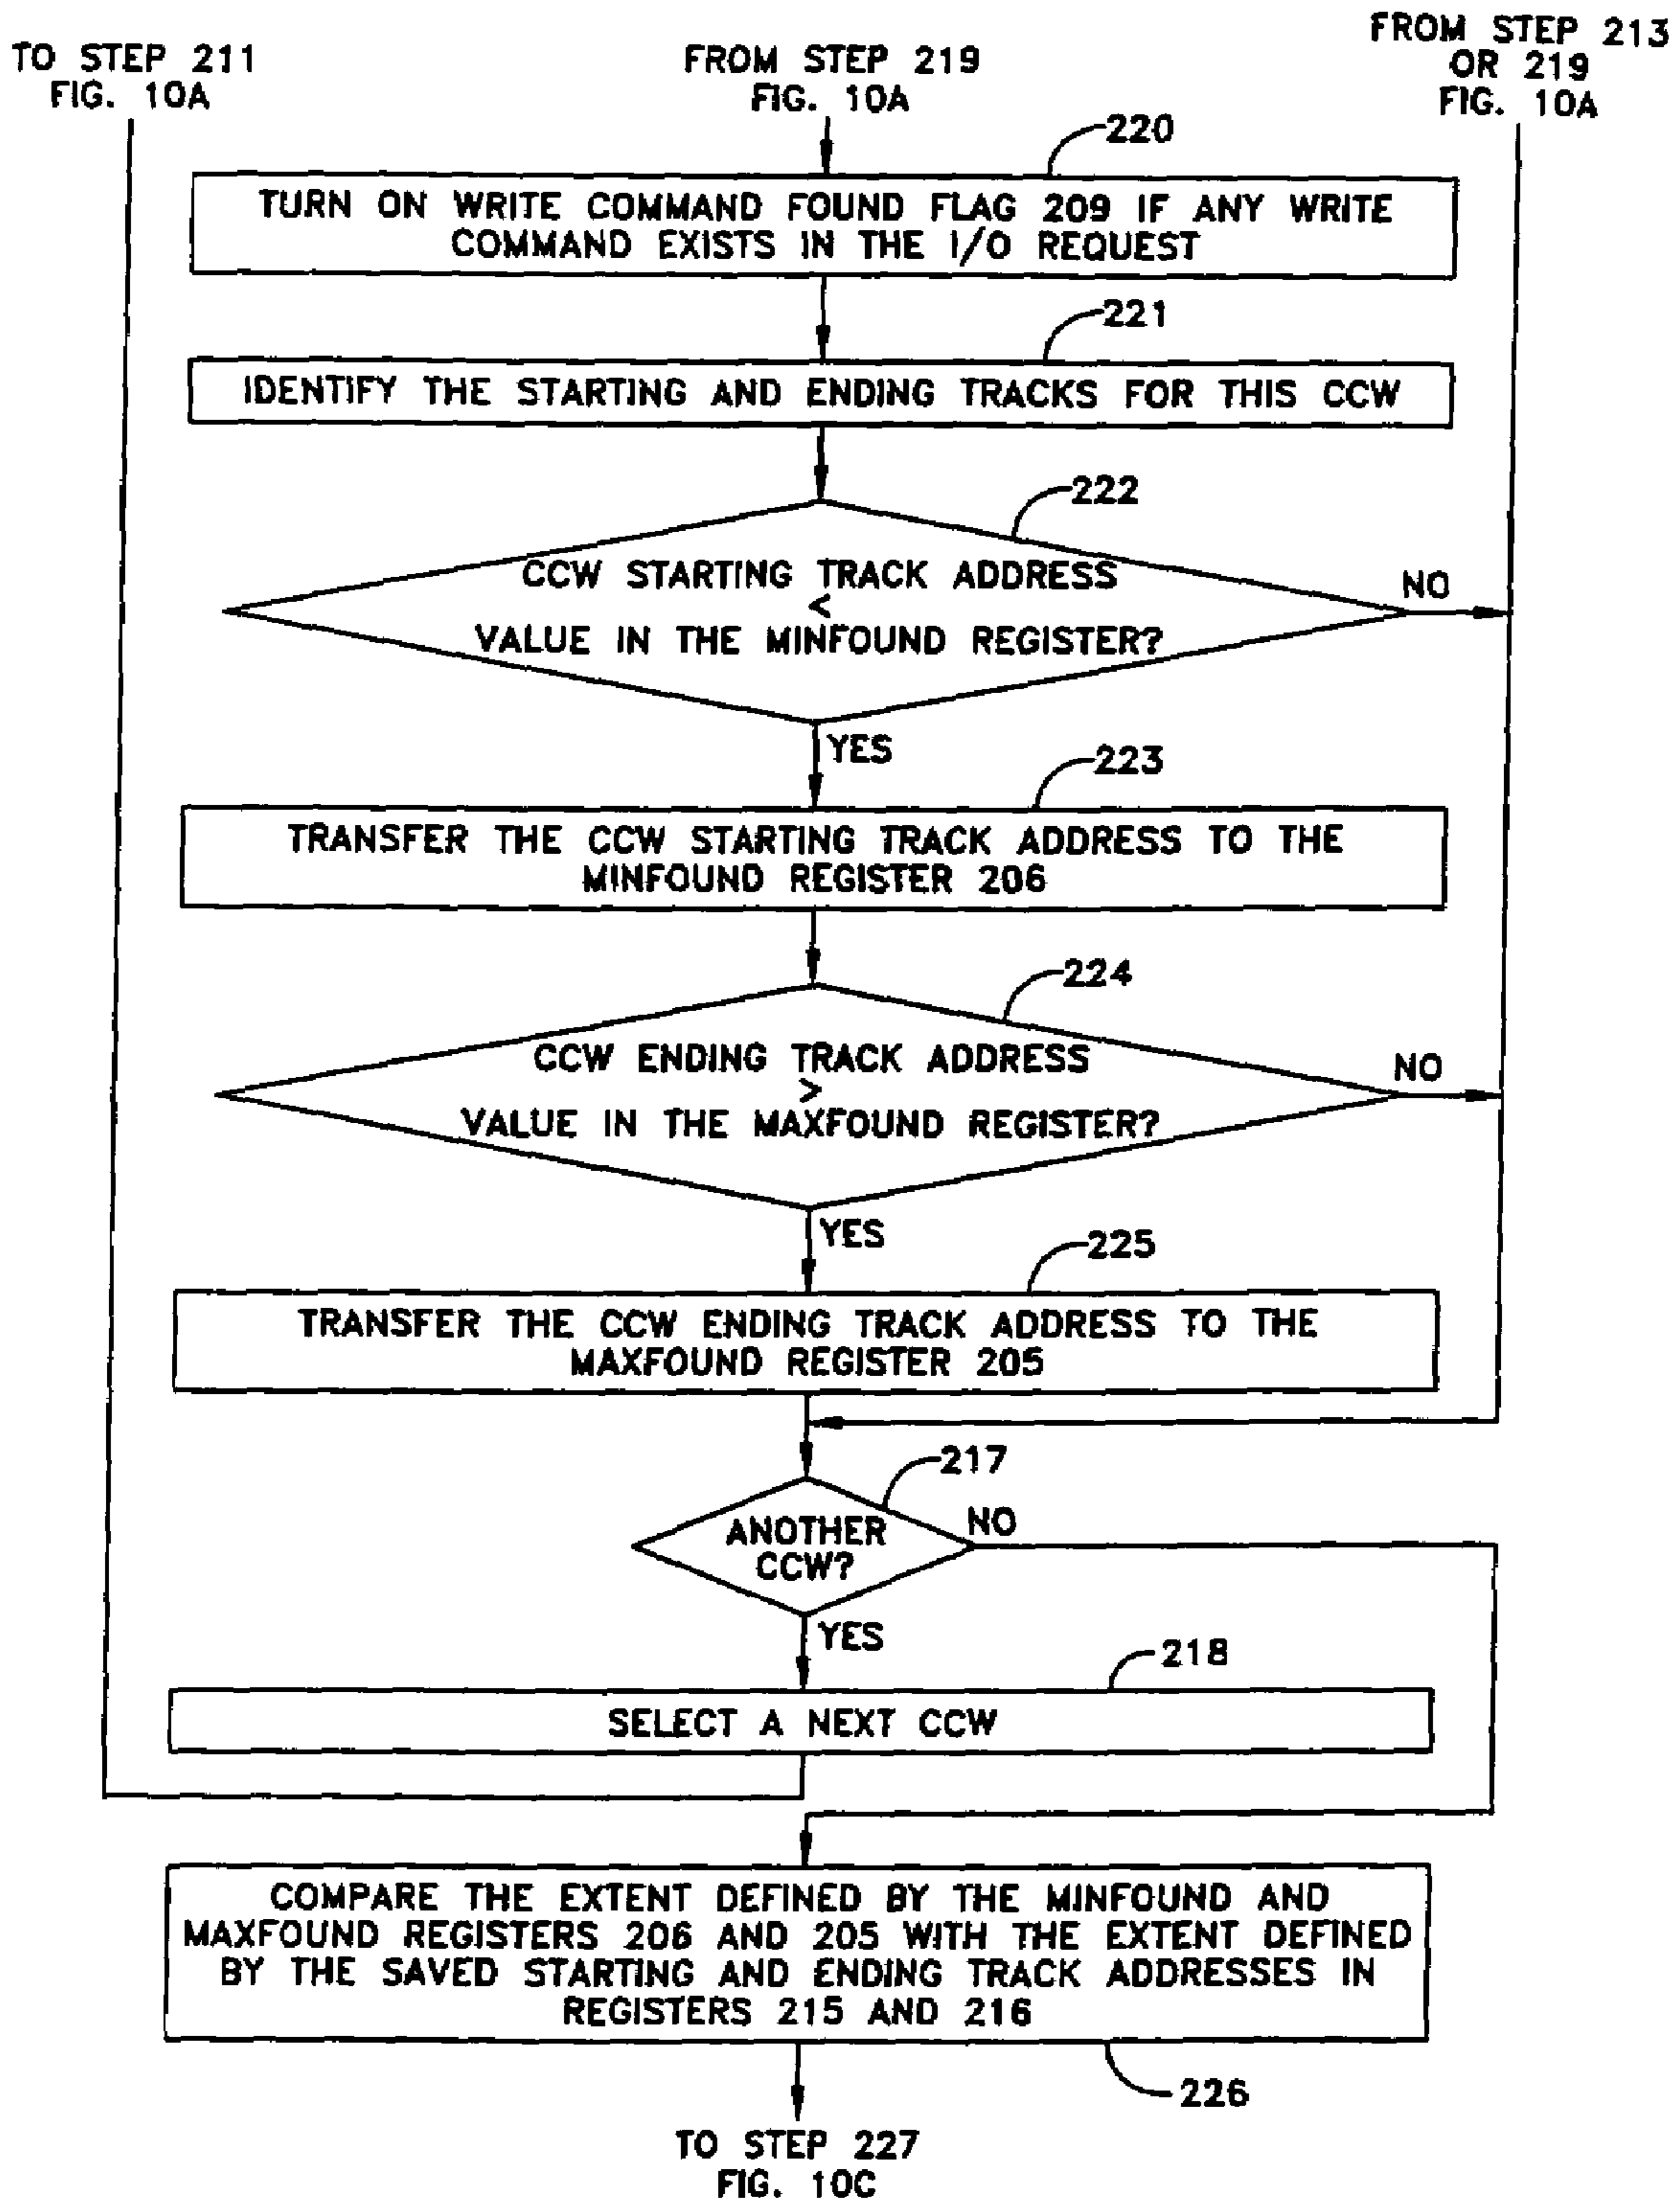 TO STEP 211
FIG. 10A
FROM STEP 219
FIG. 10A
FROM STEP 213
OR 219
FIG. 10A
220
TURN ON WRITE COMMAND FOUND FLAG 209 IF ANY WRITE
COMMAND EXISTS IN THE I/O REQUEST
221
IDENTIFY THE STARTING AND ENDING TRACKS FOR THIS CCW
222
CCW STARTING TRACK ADDRESS
<
VALUE IN THE MINFOUND REGISTER?
NO
YES
223
TRANSFER THE CCW STARTING TRACK ADDRESS TO THE
MINFOUND REGISTER 206
224
CCW ENDING TRACK ADDRESS
>
VALUE IN THE MAXFOUND REGISTER?
NO
YES
225
TRANSFER THE CCW ENDING TRACK ADDRESS TO THE
MAXFOUND REGISTER 205
217
ANOTHER
CCW?
NO
YES
218
SELECT A NEXT CCW
COMPARE THE EXTENT DEFINED BY THE MINFOUND AND
MAXFOUND REGISTERS 206 AND 205 WITH THE EXTENT DEFINED
BY THE SAVED STARTING AND ENDING TRACK ADDRESSES IN
REGISTERS 215 AND 216
226
TO STEP 227
FIG. 10C